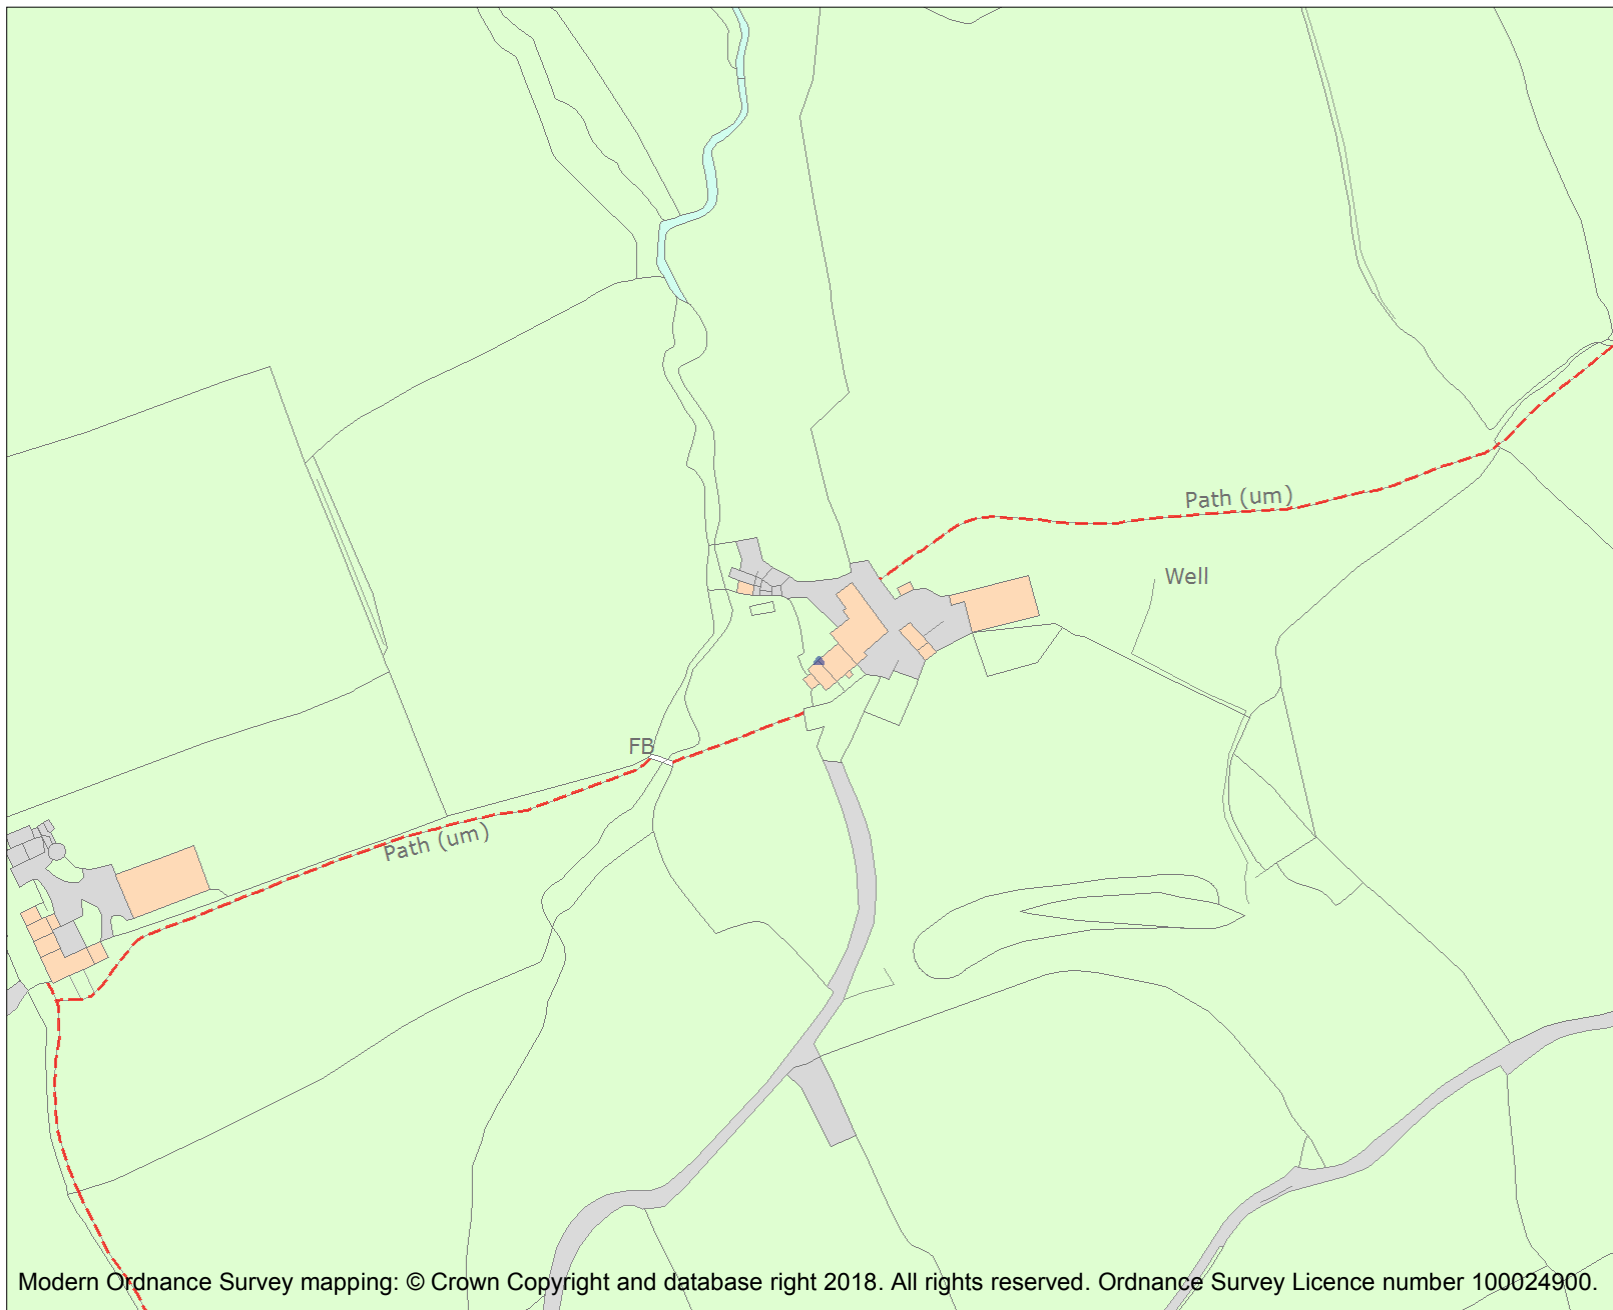 Path (um)
Well
FB
Path (um)
Modern Ordnance Survey mapping: © Crown Copyright and database right 2018. All rights reserved. Ordnance Survey Licence number 100024900.